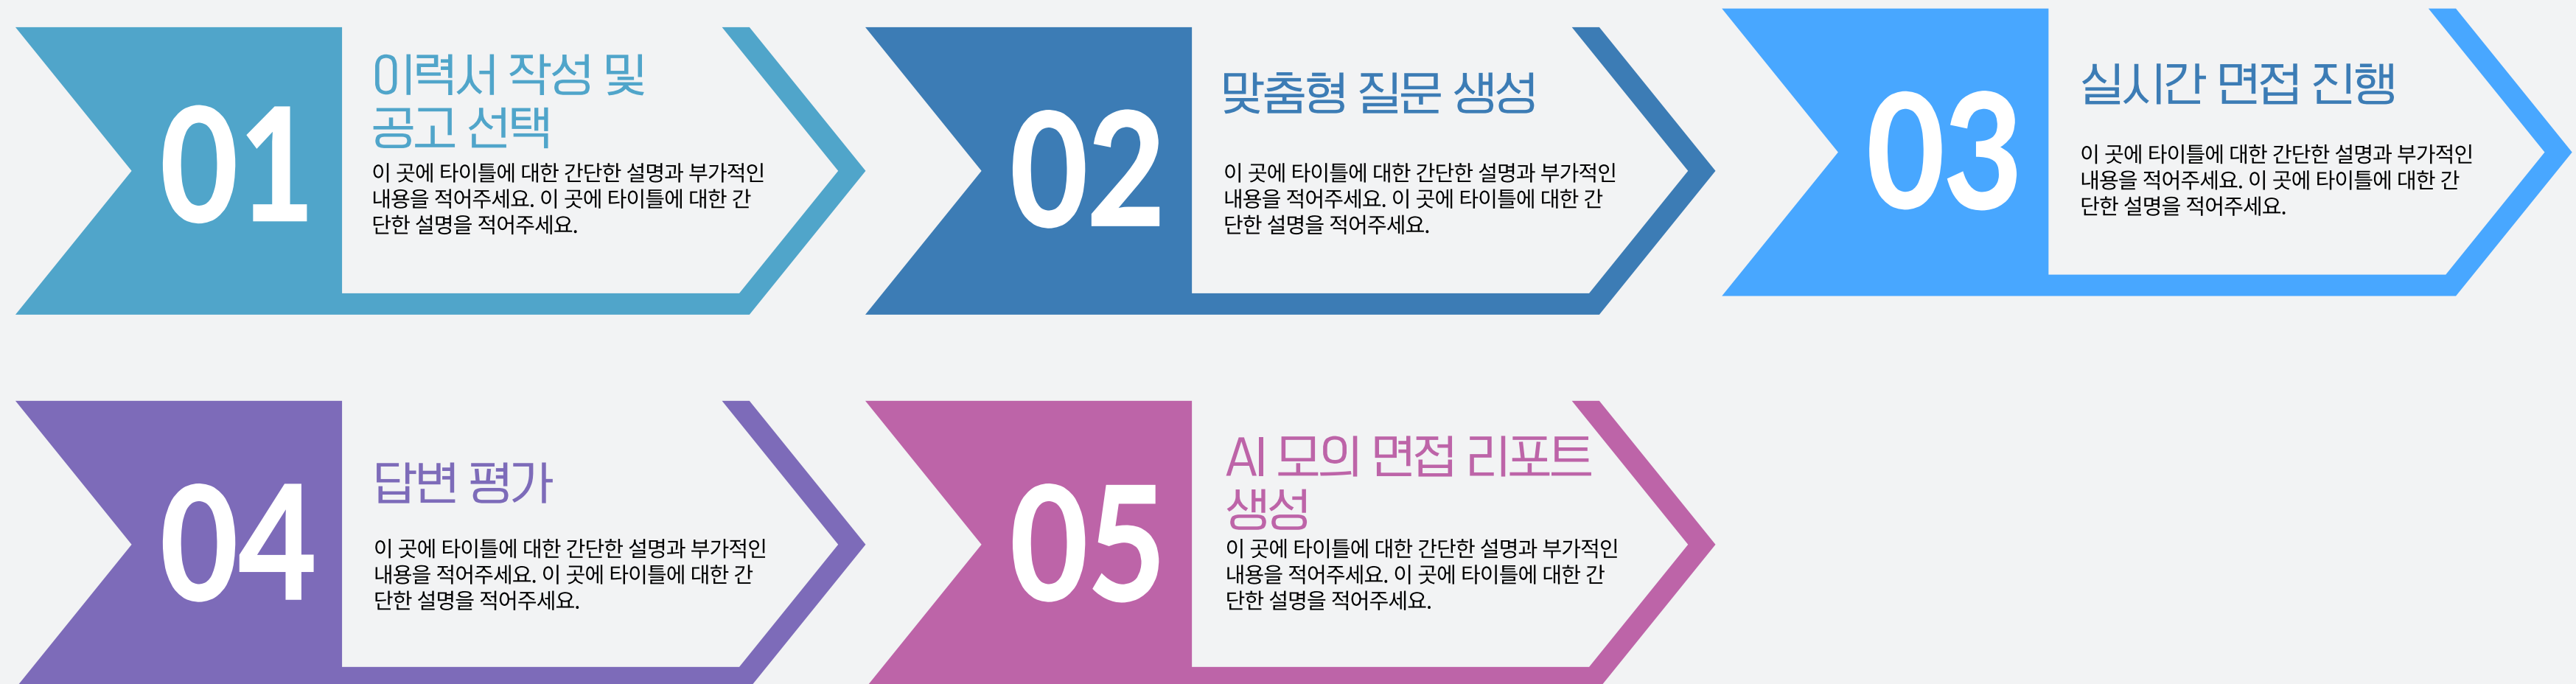 01
이력서 작성 및
공고 선택
이 곳에 타이틀에 대한 간단한 설명과 부가적인
내용을 적어주세요. 이 곳에 타이틀에 대한 간
단한 설명을 적어주세요.
02
맞춤형 질문 생성
이 곳에 타이틀에 대한 간단한 설명과 부가적인
내용을 적어주세요. 이 곳에 타이틀에 대한 간
단한 설명을 적어주세요.
03
실시간 면접 진행
이 곳에 타이틀에 대한 간단한 설명과 부가적인
내용을 적어주세요. 이 곳에 타이틀에 대한 간
단한 설명을 적어주세요.
04
답변 평가
이 곳에 타이틀에 대한 간단한 설명과 부가적인
내용을 적어주세요. 이 곳에 타이틀에 대한 간
단한 설명을 적어주세요.
05
AI 모의 면접 리포트
생성
이 곳에 타이틀에 대한 간단한 설명과 부가적인
내용을 적어주세요. 이 곳에 타이틀에 대한 간
단한 설명을 적어주세요.